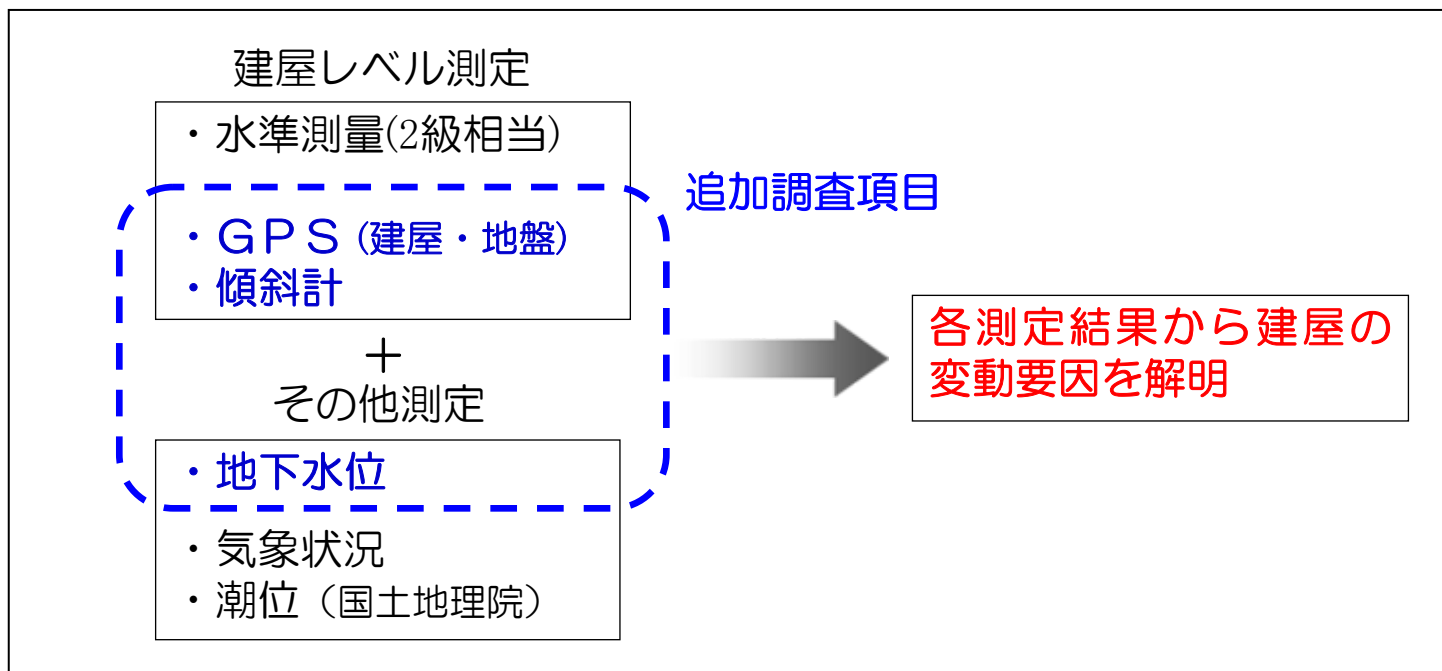 建屋レベル測定
・水準測量(2級相当)
追加調査項目
・ＧＰＳ(建屋・地盤)
・傾斜計
＋
その他測定
・地下水位
・気象状況
・潮位（国土地理院）
各測定結果から建屋の
変動要因を解明